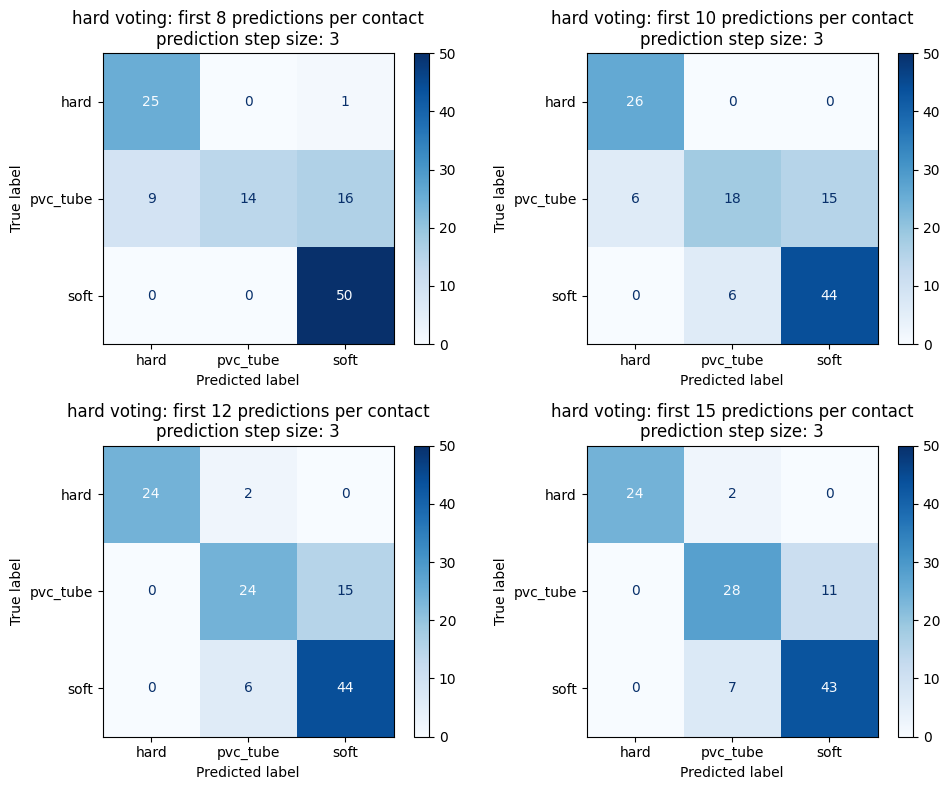 hard voting: first 8 predictions per contact
prediction step size: 3
hard
25
0
1
pvc_tube
9
14
16
soft
0
0
50
hard
pvc_tube
soft
True label
Predicted label
50
40
30
20
10
0
hard voting: first 10 predictions per contact
prediction step size: 3
hard
26
0
0
pvc_tube
6
18
15
soft
0
6
44
hard
pvc_tube
soft
True label
Predicted label
50
40
30
20
10
0
hard voting: first 12 predictions per contact
prediction step size: 3
hard
24
2
0
pvc_tube
0
24
15
soft
0
6
44
hard
pvc_tube
soft
True label
Predicted label
50
40
30
20
10
0
hard voting: first 15 predictions per contact
prediction step size: 3
hard
24
2
0
pvc_tube
0
28
11
soft
0
7
43
hard
pvc_tube
soft
True label
Predicted label
50
40
30
20
10
0